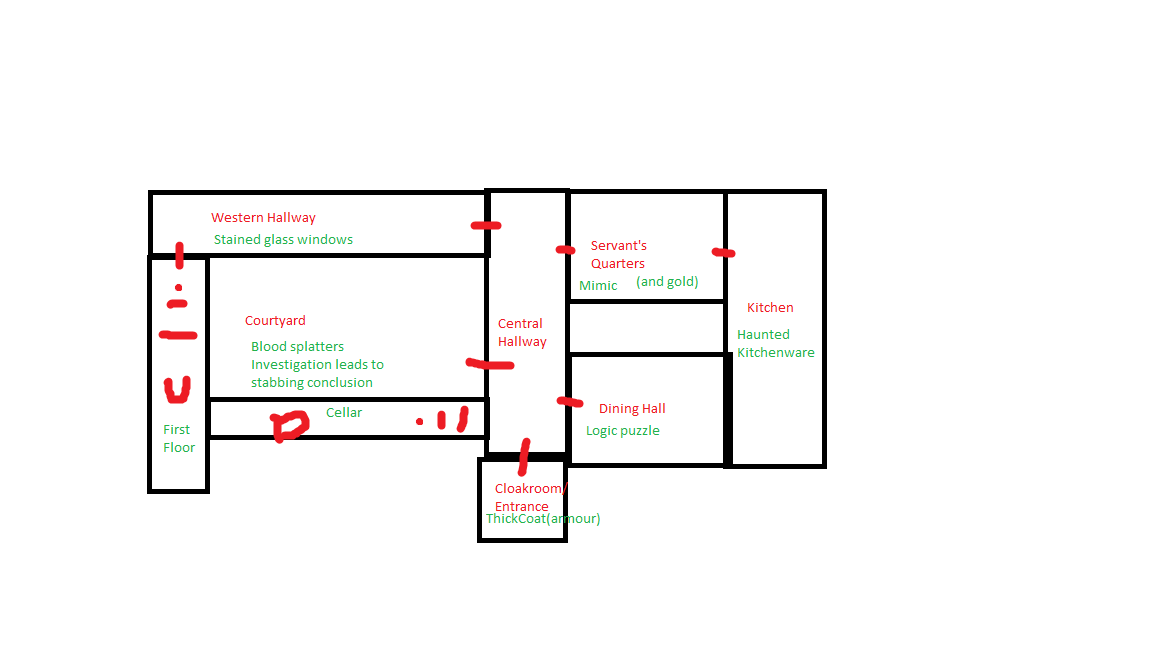 Western Hallway
Stained glass windows
Servant's
Quarters
Mimic (and gold)
Kitchen
Haunted
Kitchenware
Courtyard
Blood splatters
Investigation leads to
stabbing conclusion
Central
Hallway
Cellar
Dining Hall
Logic puzzle
First
Floor
Cloakroom/
Entrance
ThickCoat(armour)